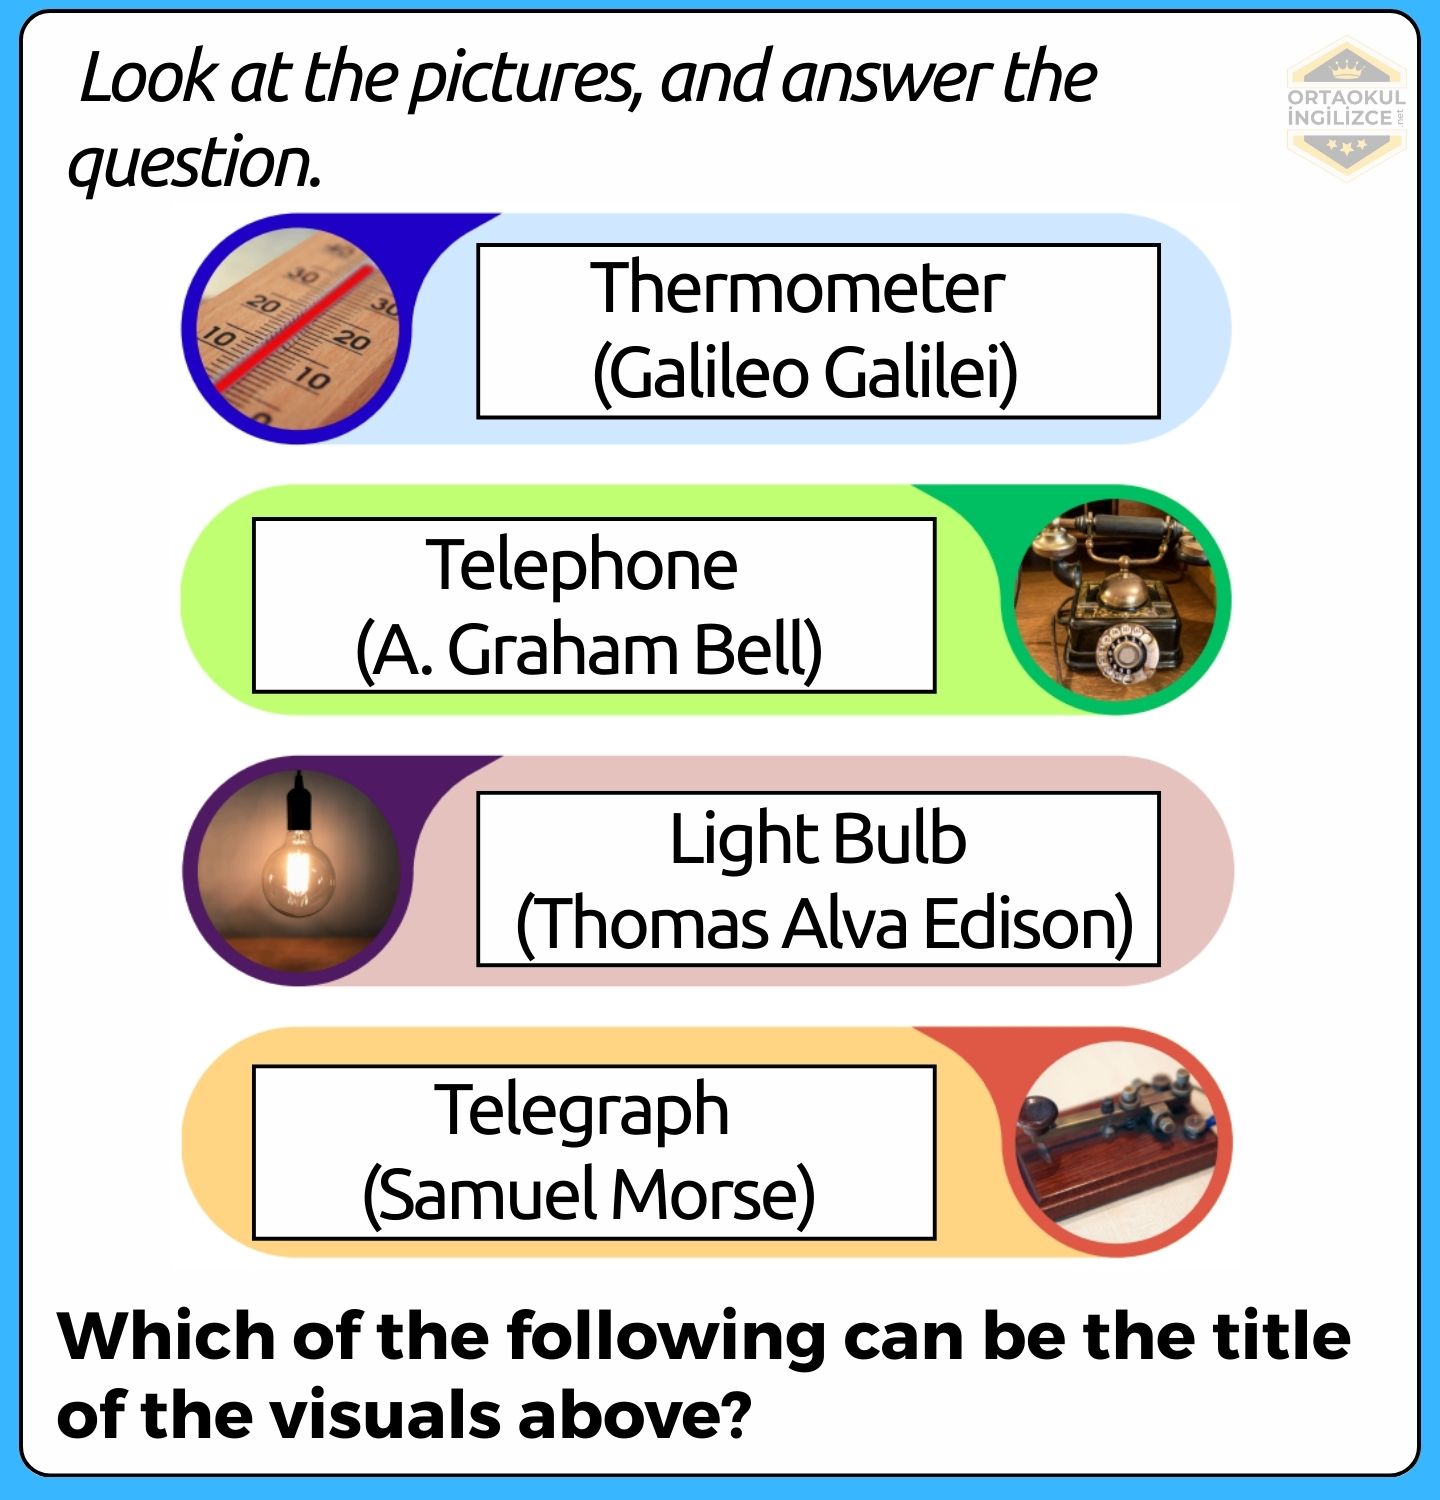 Look at the pictures, and answer the
question.
ORTAOKUL
İNGİLİZCE
.net
40
30
20
10
30
20
10
0
Thermometer
(Galileo Galilei)
Telephone
(A. Graham Bell)
Light Bulb
(Thomas Alva Edison)
Telegraph
(Samuel Morse)
Which of the following can be the title
of the visuals above?